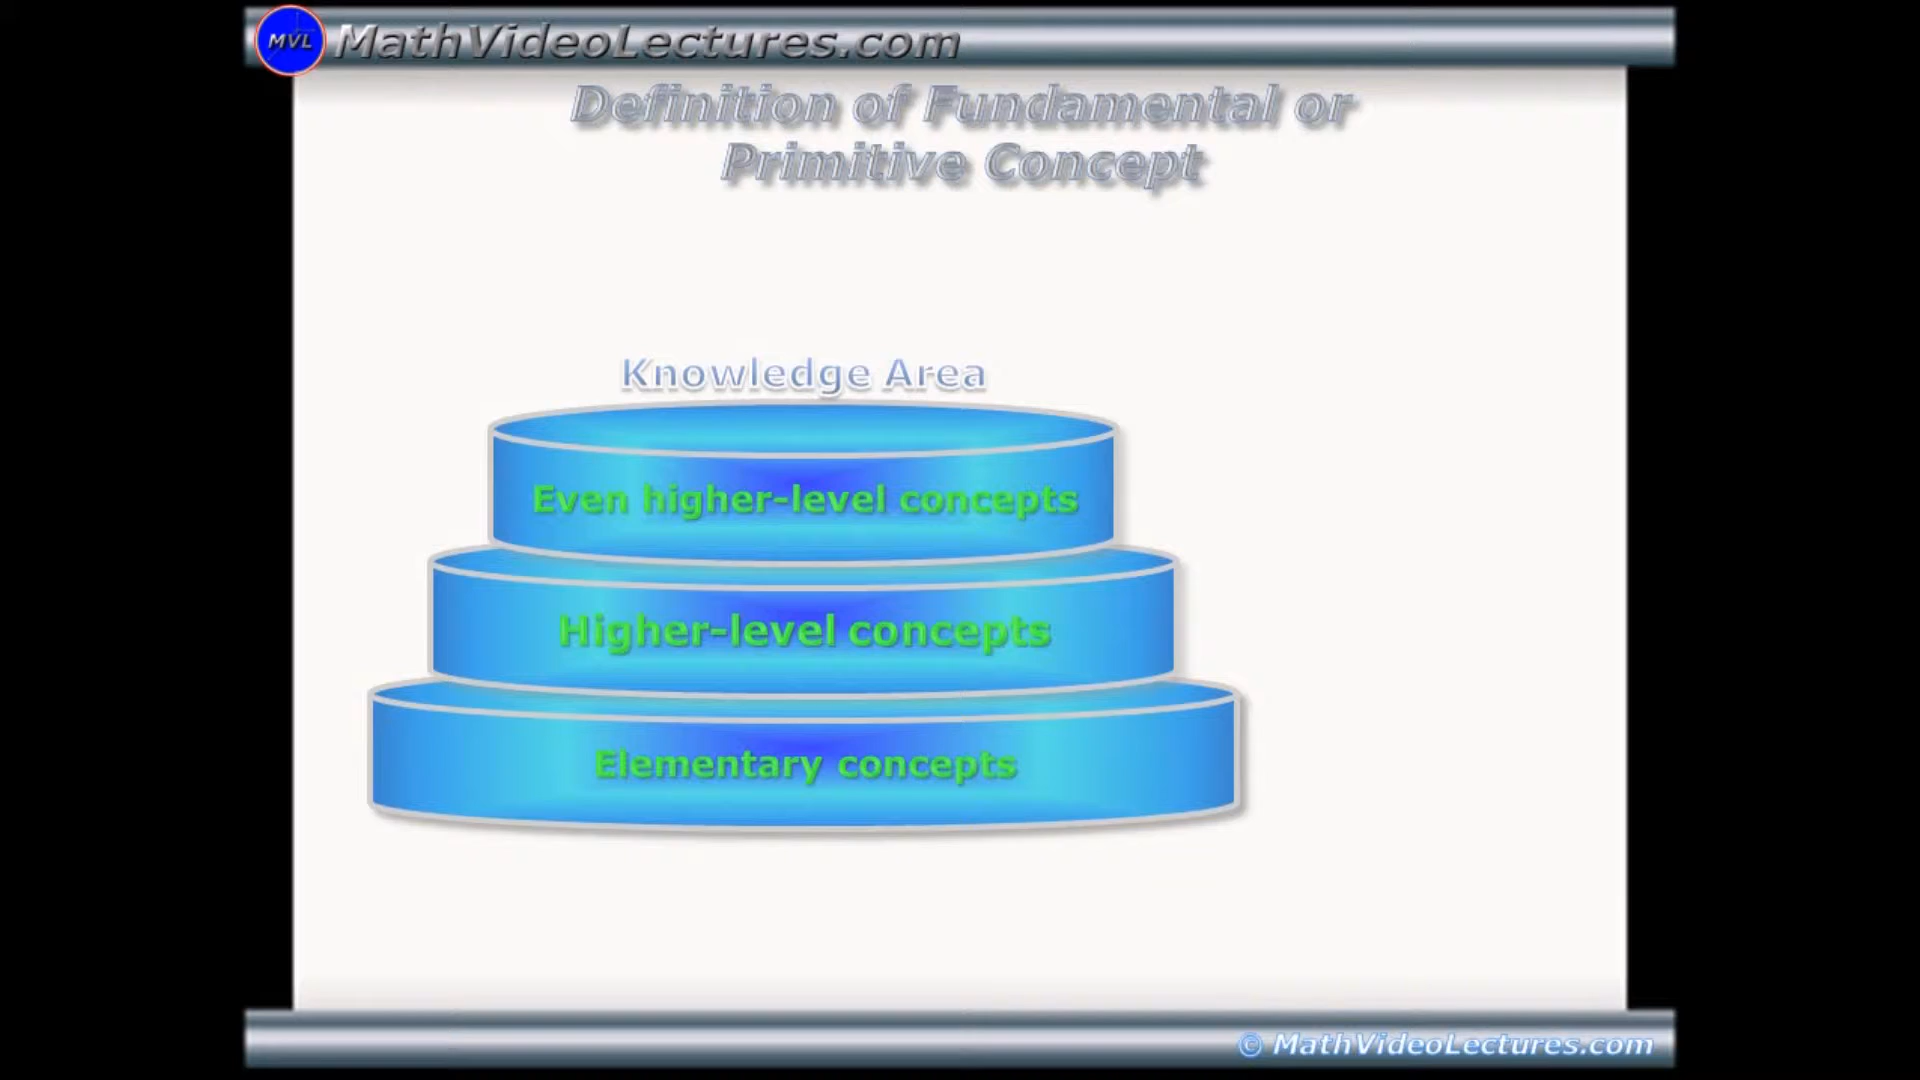 MVL MathVideoLectures.com
Definition of Fundamental or
Primitive Concept
Knowledge Area
Even higher-level concepts
Higher-level concepts
Elementary concepts
© MathVideoLectures.com